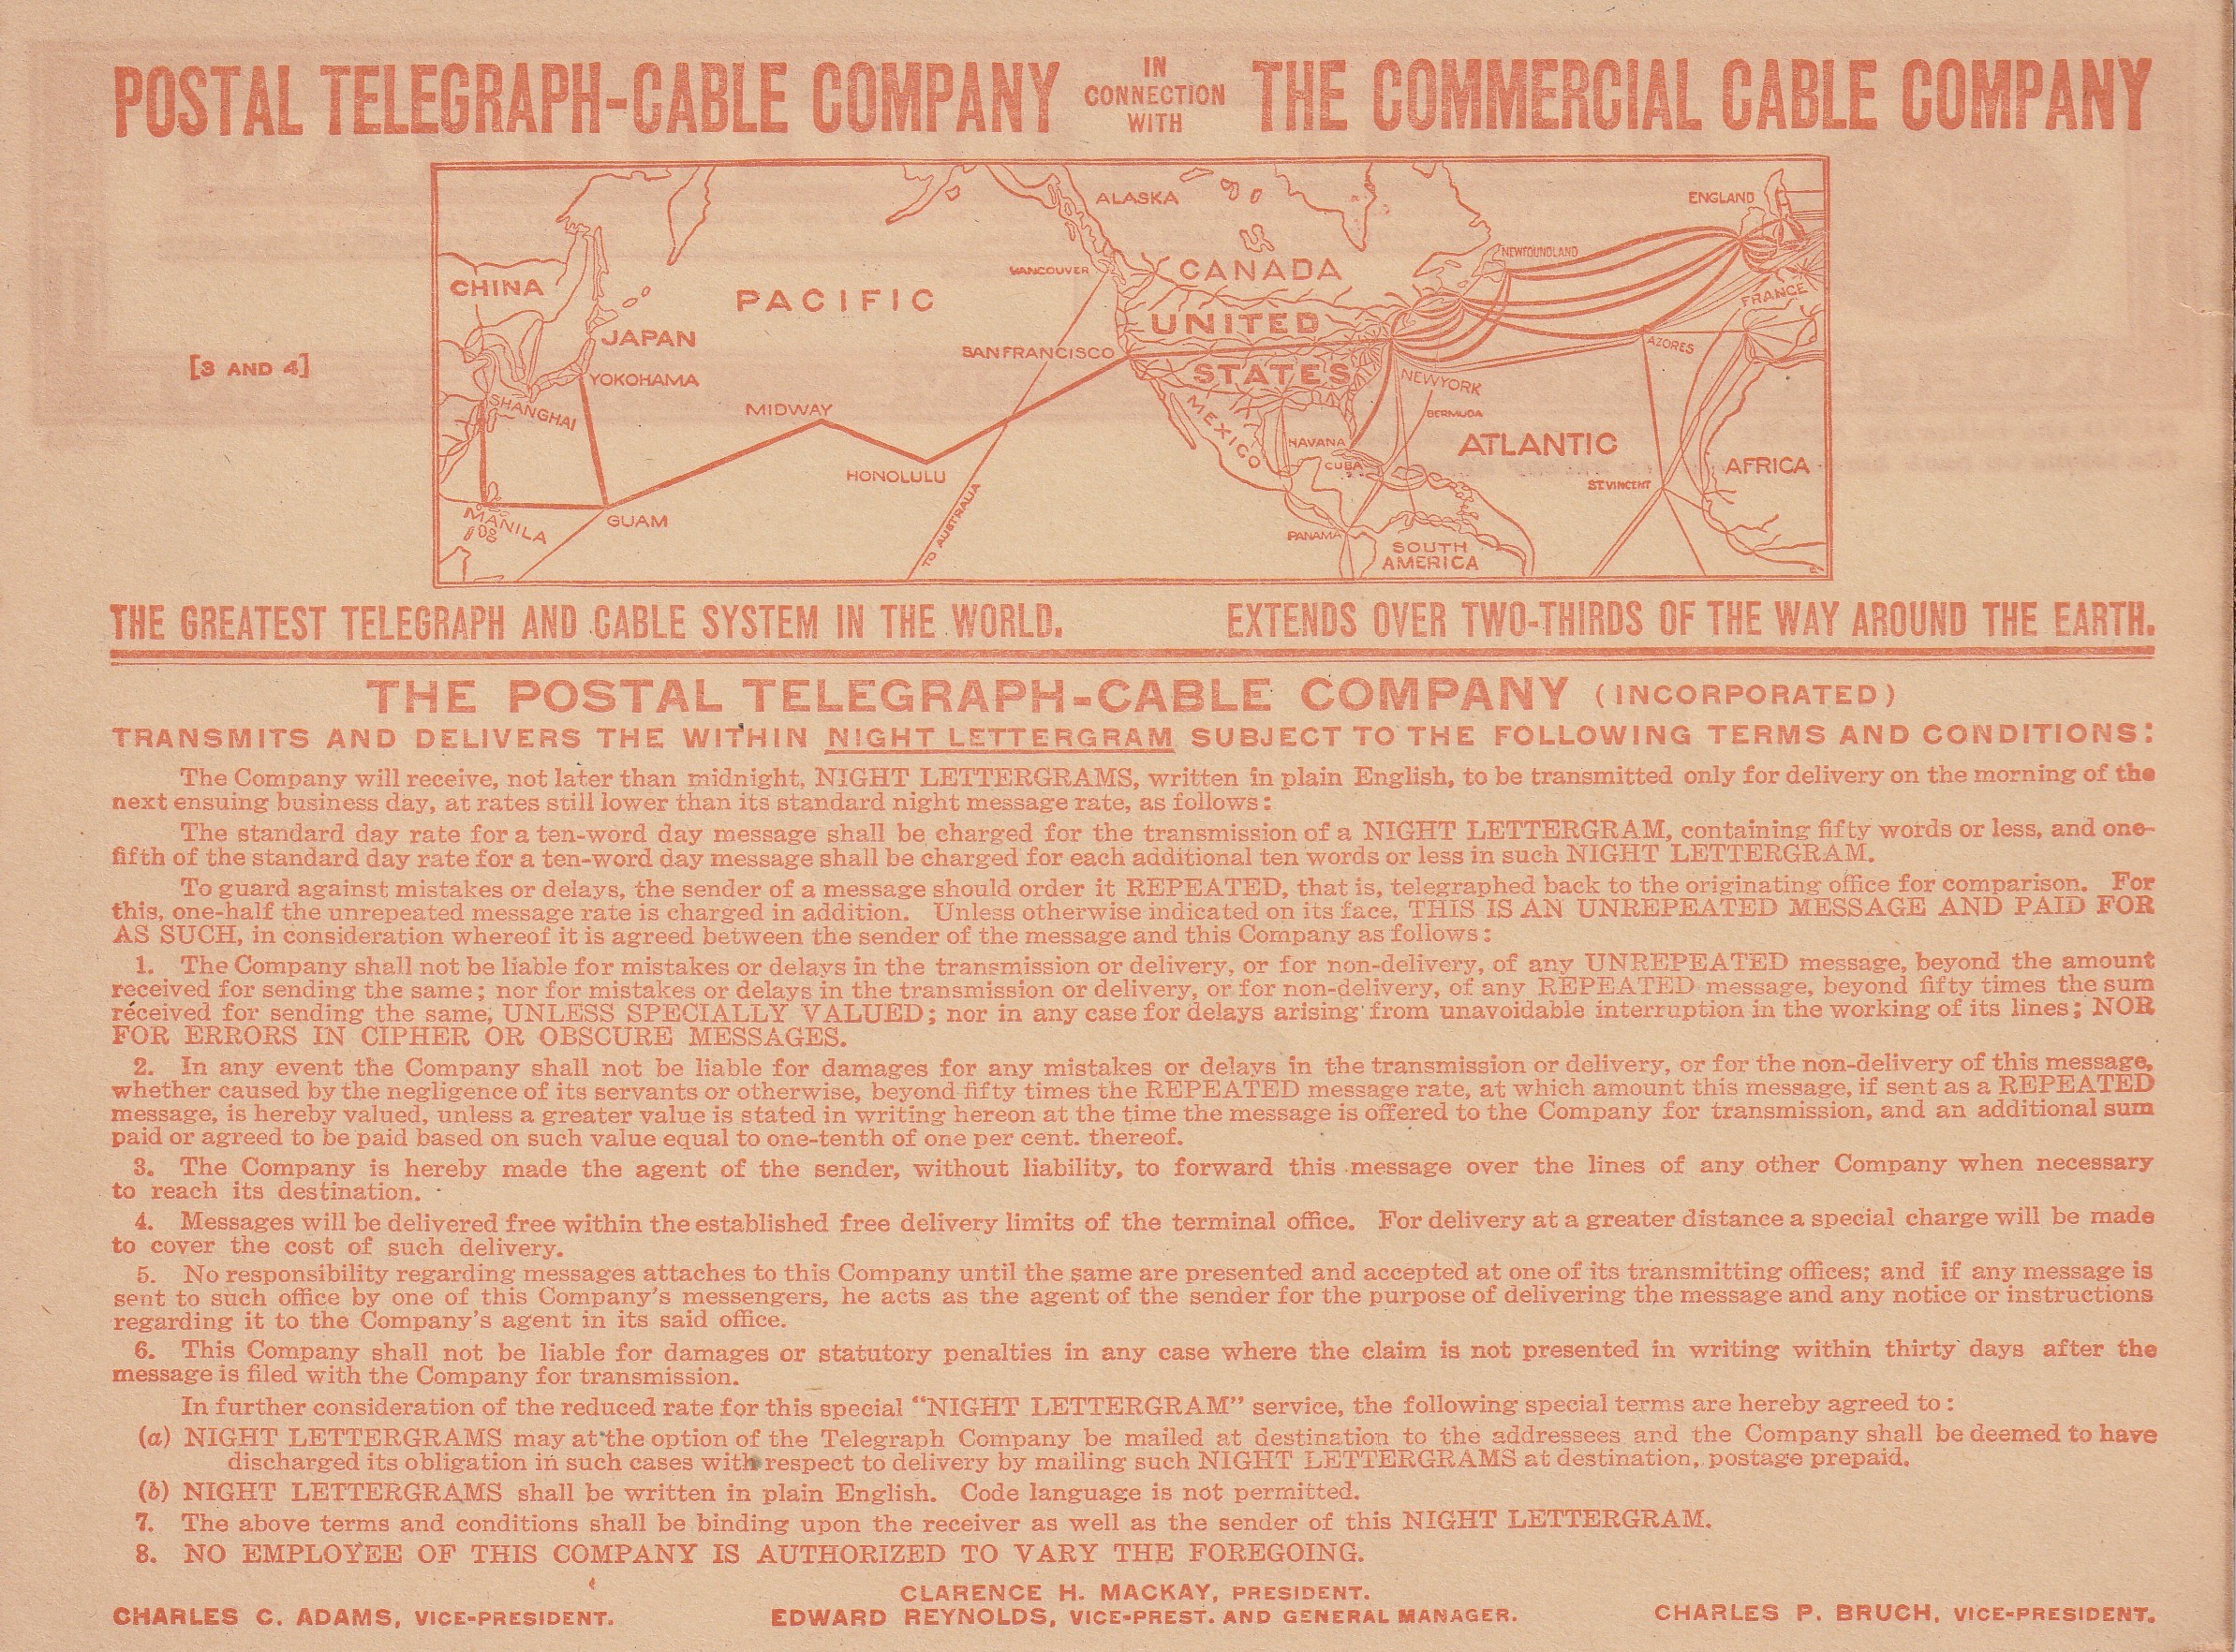 POSTAL TELEGRAPH-CABLE COMPANY IN CONNECTION WITH THE COMMERCIAL CABLE COMPANY
[3 AND 4]
ALASKA
ENGLAND
NEWFOUNDLAND
VANCOUVER
CANADA
CHINA
PACIFIC
FRANCE
UNITED
JAPAN
SAN FRANCISCO
AZORES
STATES
NEW YORK
YOKOHAMA
SHANGHAI
MIDWAY
MEXICO
BERMUDA
HAVANA
ATLANTIC
CUBA
AFRICA
HONOLULU
ST. VINCENT
MANILA
GUAM
TO AUSTRALIA
PANAMA
SOUTH
AMERICA
THE GREATEST TELEGRAPH AND CABLE SYSTEM IN THE WORLD. EXTENDS OVER TWO-THIRDS OF THE WAY AROUND THE EARTH.
THE POSTAL TELEGRAPH-CABLE COMPANY (INCORPORATED)
TRANSMITS AND DELIVERS THE WITHIN NIGHT LETTERGRAM SUBJECT TO THE FOLLOWING TERMS AND CONDITIONS:
The Company will receive, not later than midnight, NIGHT LETTERGRAMS, written in plain English, to be transmitted only for delivery on the morning of the
next ensuing business day, at rates still lower than its standard night message rate, as follows:
The standard day rate for a ten-word day message shall be charged for the transmission of a NIGHT LETTERGRAM, containing fifty words or less, and one-
fifth of the standard day rate for a ten-word day message shall be charged for each additional ten words or less in such NIGHT LETTERGRAM.
To guard against mistakes or delays, the sender of a message should order it REPEATED, that is, telegraphed back to the originating office for comparison. For
this, one-half the unrepeated message rate is charged in addition. Unless otherwise indicated on its face, THIS IS AN UNREPEATED MESSAGE AND PAID FOR
AS SUCH, in consideration whereof it is agreed between the sender of the message and this Company as follows:
1. The Company shall not be liable for mistakes or delays in the transmission or delivery, or for non-delivery, of any UNREPEATED message, beyond the amount
received for sending the same; nor for mistakes or delays in the transmission or delivery, or for non-delivery, of any REPEATED message, beyond fifty times the sum
received for sending the same, UNLESS SPECIALLY VALUED; nor in any case for delays arising from unavoidable interruption in the working of its lines; NOR
FOR ERRORS IN CIPHER OR OBSCURE MESSAGES.
2. In any event the Company shall not be liable for damages for any mistakes or delays in the transmission or delivery, or for the non-delivery of this message,
whether caused by the negligence of its servants or otherwise, beyond fifty times the REPEATED message rate, at which amount this message, if sent as a REPEATED
message, is hereby valued, unless a greater value is stated in writing hereon at the time the message is offered to the Company for transmission, and an additional sum
paid or agreed to be paid based on such value equal to one-tenth of one per cent. thereof.
3. The Company is hereby made the agent of the sender, without liability, to forward this message over the lines of any other Company when necessary
to reach its destination.
4. Messages will be delivered free within the established free delivery limits of the terminal office. For delivery at a greater distance a special charge will be made
to cover the cost of such delivery.
5. No responsibility regarding messages attaches to this Company until the same are presented and accepted at one of its transmitting offices; and if any message is
sent to such office by one of this Company's messengers, he acts as the agent of the sender for the purpose of delivering the message and any notice or instructions
regarding it to the Company's agent in its said office.
6. This Company shall not be liable for damages or statutory penalties in any case where the claim is not presented in writing within thirty days after the
message is filed with the Company for transmission.
In further consideration of the reduced rate for this special "NIGHT LETTERGRAM" service, the following special terms are hereby agreed to:
(a) NIGHT LETTERGRAMS may at the option of the Telegraph Company be mailed at destination to the addressees and the Company shall be deemed to have
discharged its obligation in such cases with respect to delivery by mailing such NIGHT LETTERGRAMS at destination, postage prepaid.
(b) NIGHT LETTERGRAMS shall be written in plain English. Code language is not permitted.
7. The above terms and conditions shall be binding upon the receiver as well as the sender of this NIGHT LETTERGRAM.
8. NO EMPLOYEE OF THIS COMPANY IS AUTHORIZED TO VARY THE FOREGOING.
CLARENCE H. MACKAY, PRESIDENT.
CHARLES C. ADAMS, VICE-PRESIDENT. EDWARD REYNOLDS, VICE-PREST. AND GENERAL MANAGER. CHARLES P. BRUCH, VICE-PRESIDENT.